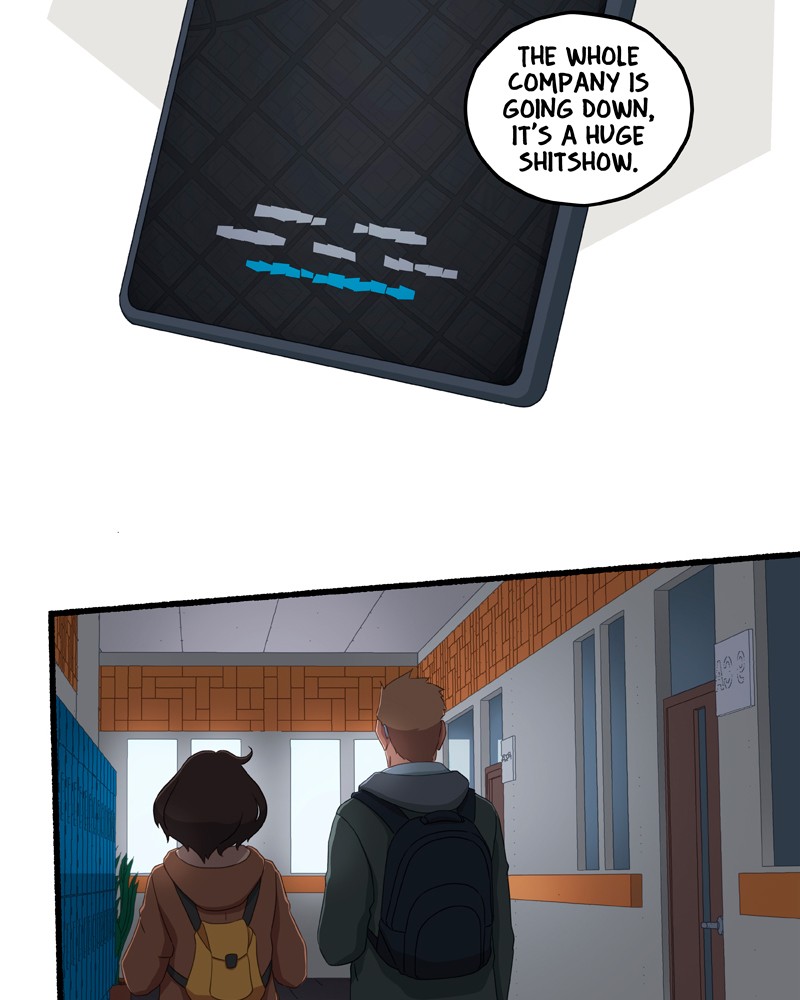 THE WHOLE
COMPANY IS
GOING DOWN,
IT'S A HUGE
SHITSHOW.